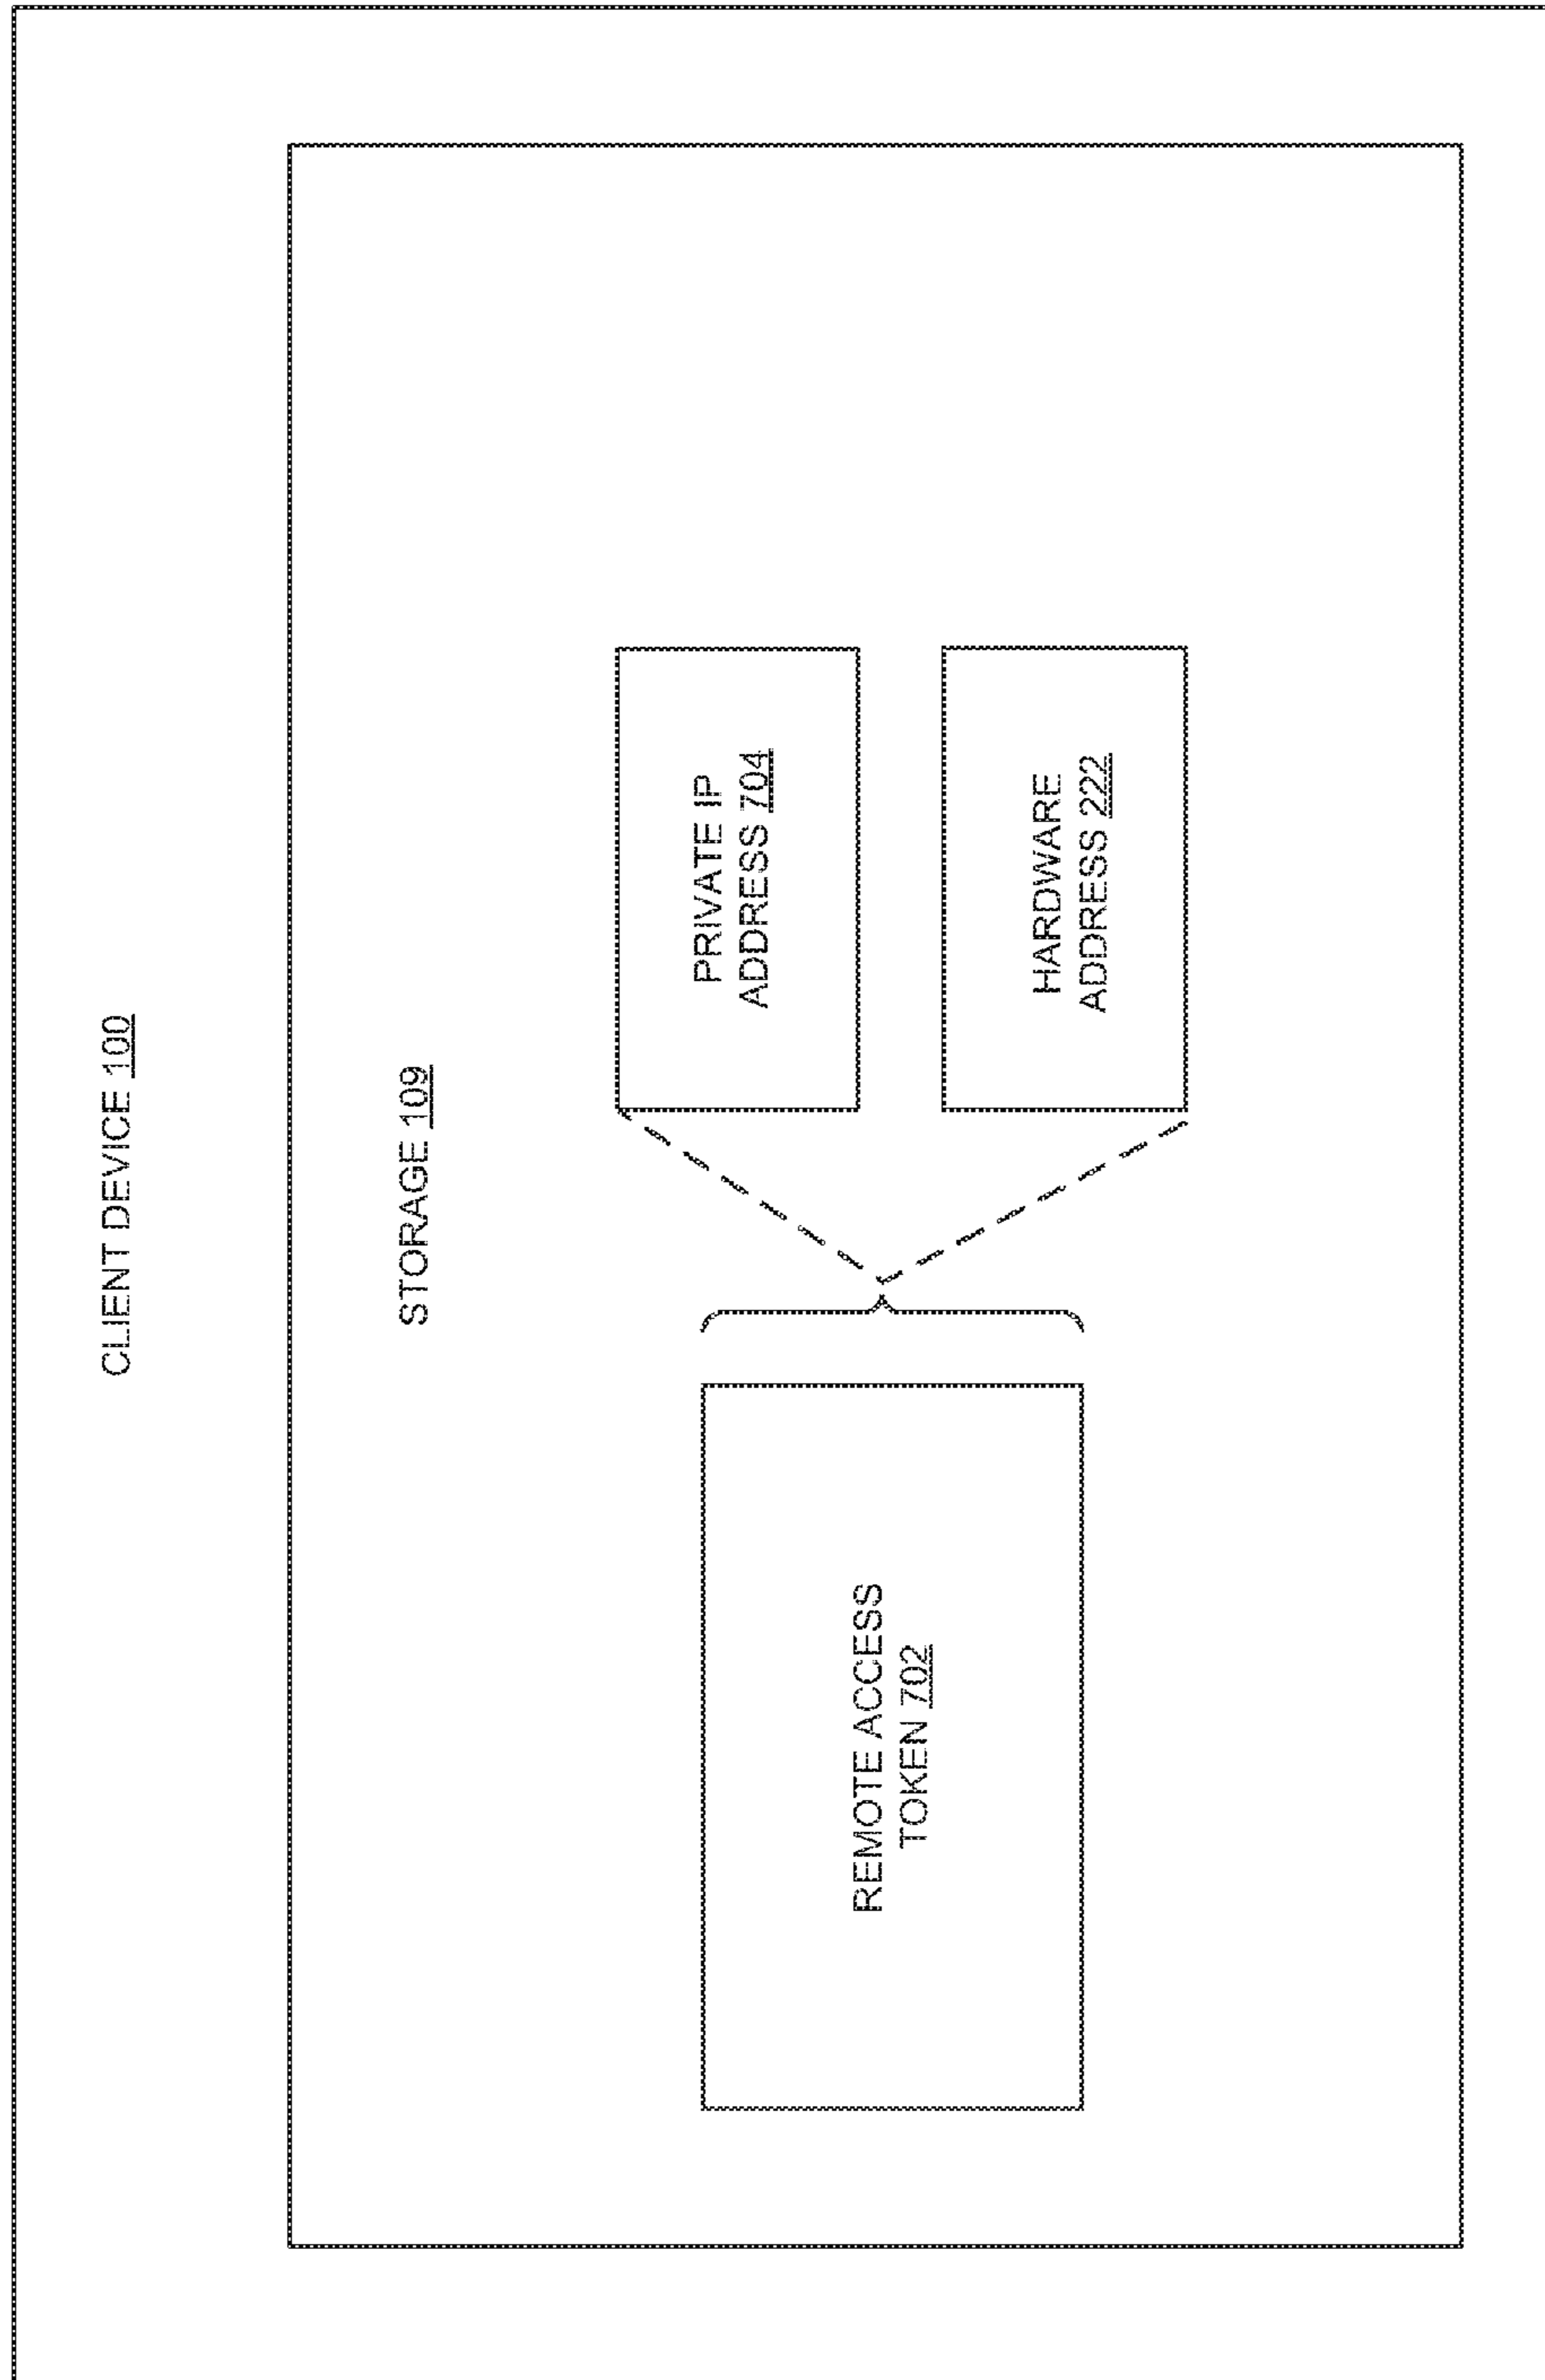 CLIENT DEVICE 100
STORAGE 109
REMOTE ACCESS
TOKEN 702
PRIVATE IP
ADDRESS 704
HARDWARE
ADDRESS 222